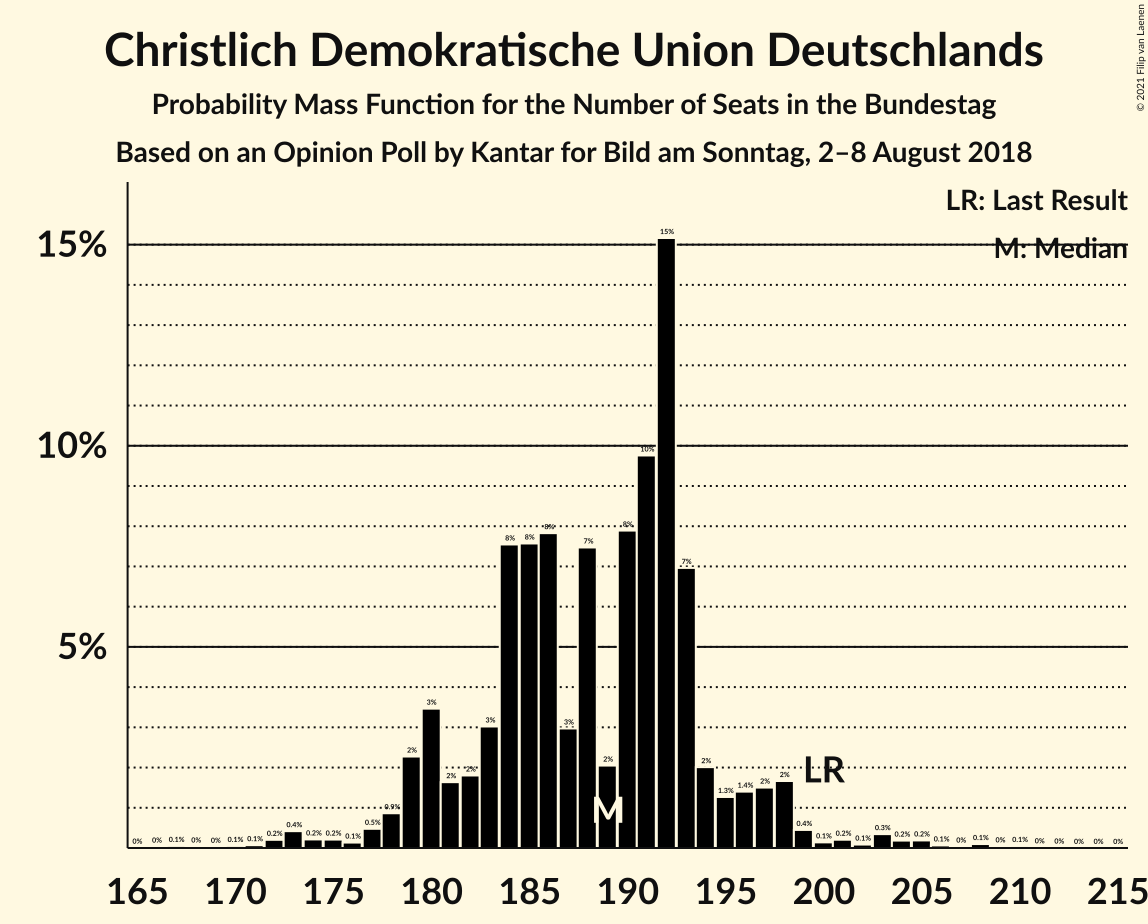 Christlich Demokratische Union Deutschlands
Probability Mass Function for the Number of Seats in the Bundestag
Based on an Opinion Poll by Kantar for Bild am Sonntag, 2–8 August 2018
© 2021 Filip van Laenen
LR: Last Result
M: Median
15%
10%
5%
0% 0% 0.1% 0% 0% 0.1% 0.1% 0.2% 0.4% 0.2% 0.2% 0.1% 0.5% 0.9% 2% 3% 2% 2% 3% 8% 8% 8% 3% 7% 2% 8% 10% 15% 7% 2% 1.3% 1.4% 2% 2% 0.4% 0.1% 0.2% 0.1% 0.3% 0.2% 0.2% 0.1% 0% 0.1% 0% 0.1% 0% 0% 0% 0% 0%
LR
M
165 170 175 180 185 190 195 200 205 210 215